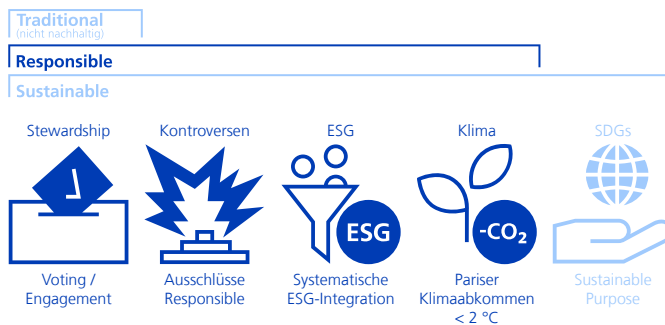 Traditional
(nicht nachhaltig)
Responsible
Sustainable
Stewardship
Kontroversen
ESG
Klima
SDGs
ESG
-CO₂
Voting /
Engagement
Ausschlüsse
Responsible
Systematische
ESG-Integration
Pariser
Klimaabkommen
< 2 °C
Sustainable
Purpose